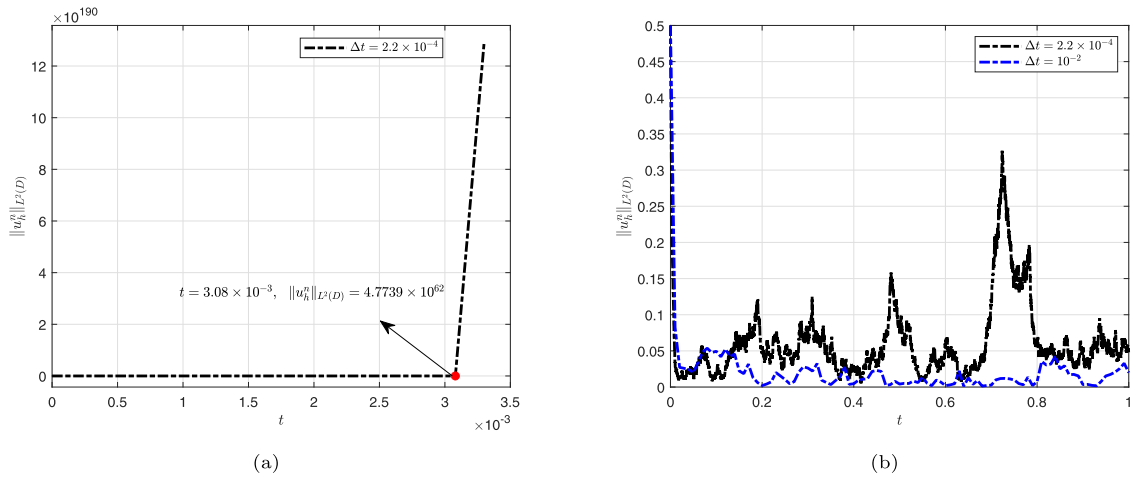 ×10^190
Δt = 2.2 × 10^−4
12
10
8
6
4
2
0
‖u_h^n‖_{L²(D)}
t = 3.08 × 10^−3, ‖u_h^n‖_{L²(D)} = 4.7739 × 10^62
0 0.5 1 1.5 2 2.5 3 3.5
t
×10^−3
(a)
Δt = 2.2 × 10^−4
Δt = 10^−2
0.5
0.45
0.4
0.35
0.3
0.25
0.2
0.15
0.1
0.05
0
‖u_h^n‖_{L²(D)}
0 0.2 0.4 0.6 0.8 1
t
(b)